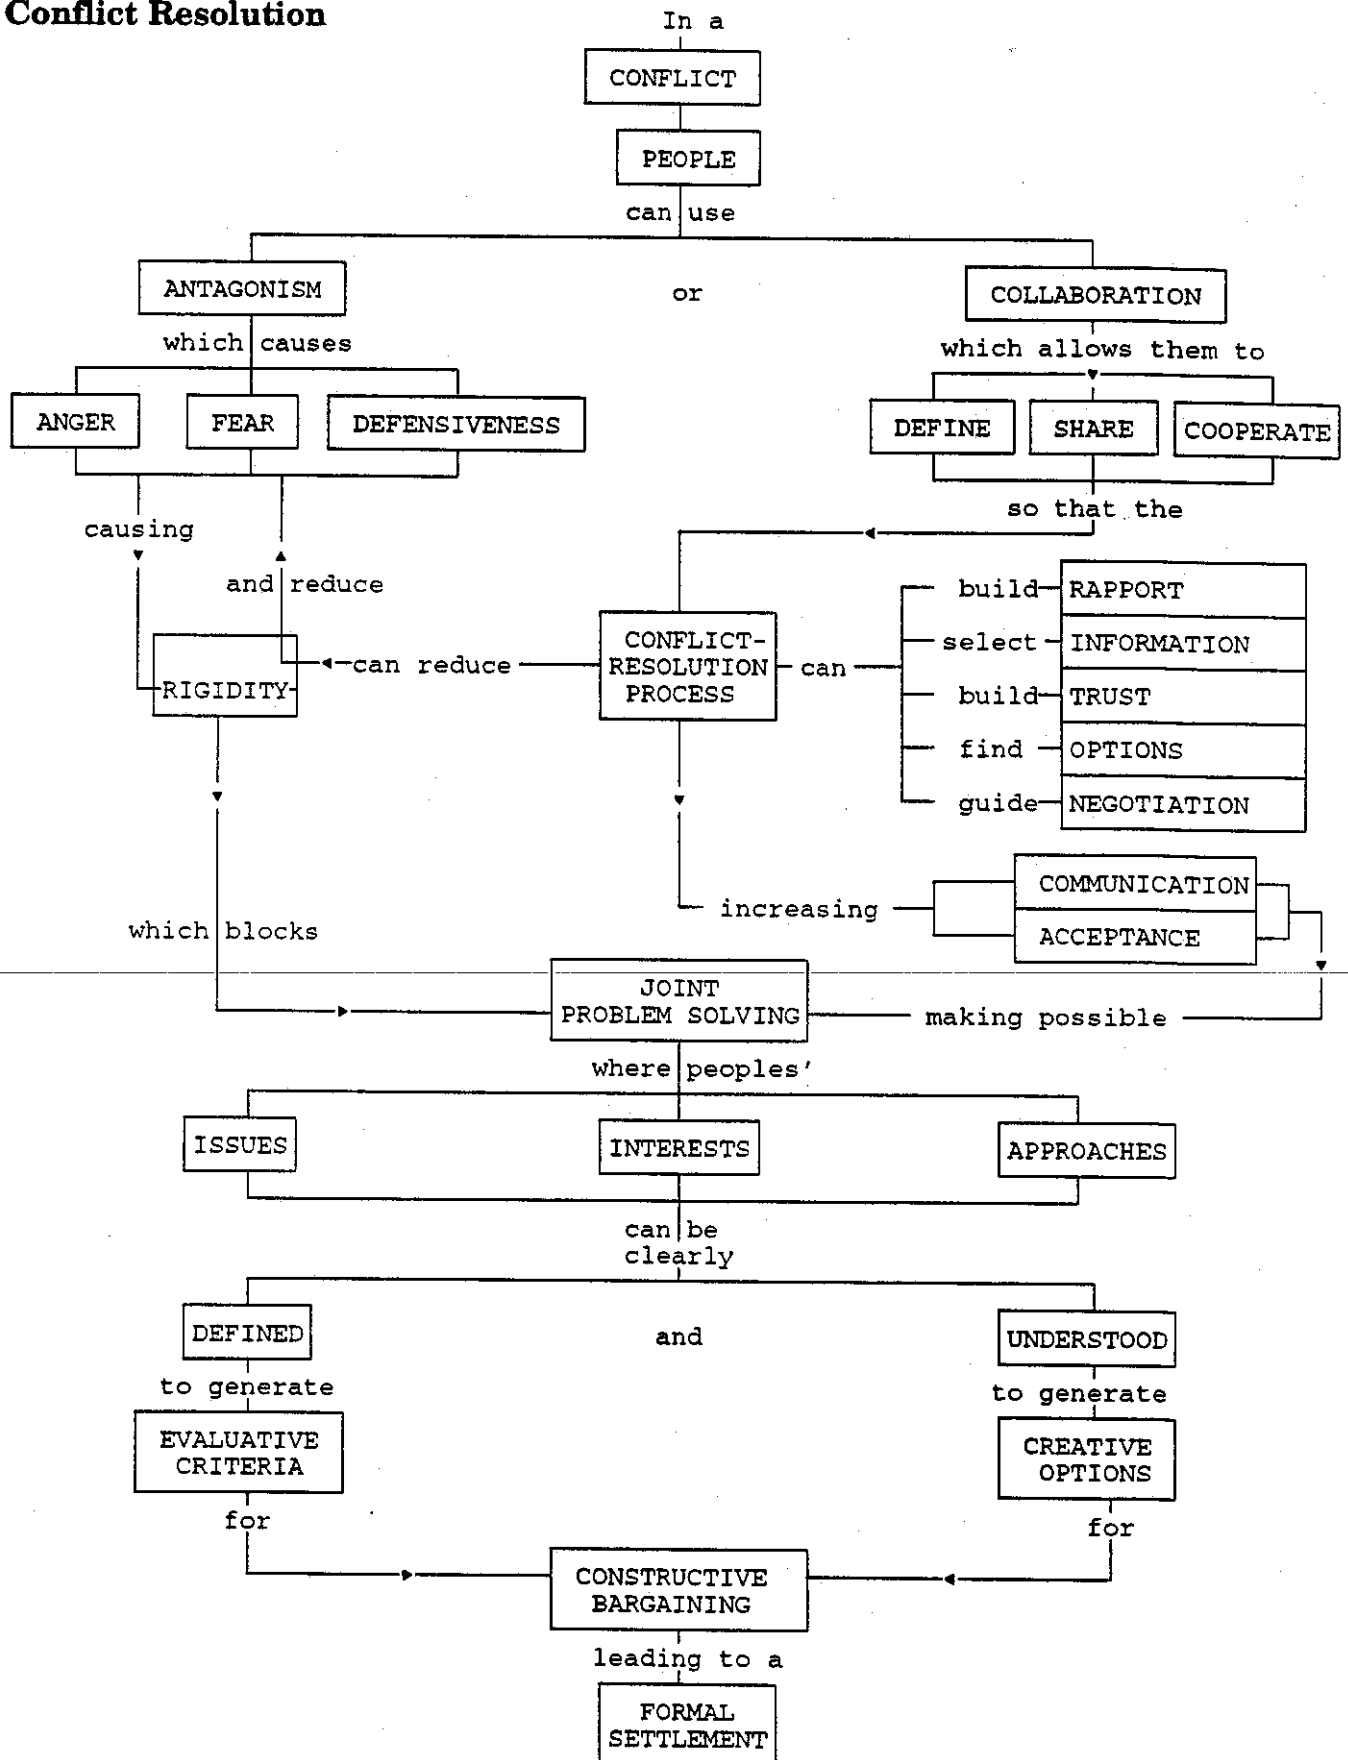 Conflict Resolution
In a
CONFLICT
PEOPLE
can use
ANTAGONISM
or
COLLABORATION
which causes
which allows them to
ANGER
FEAR
DEFENSIVENESS
DEFINE
SHARE
COOPERATE
so that the
causing
and reduce
RIGIDITY
can reduce
CONFLICT-
RESOLUTION
PROCESS
can
build
RAPPORT
select
INFORMATION
build
TRUST
find
OPTIONS
guide
NEGOTIATION
increasing
COMMUNICATION
ACCEPTANCE
which blocks
JOINT
PROBLEM SOLVING
making possible
where peoples'
ISSUES
INTERESTS
APPROACHES
can be
clearly
DEFINED
and
UNDERSTOOD
to generate
to generate
EVALUATIVE
CRITERIA
CREATIVE
OPTIONS
for
for
CONSTRUCTIVE
BARGAINING
leading to a
FORMAL
SETTLEMENT